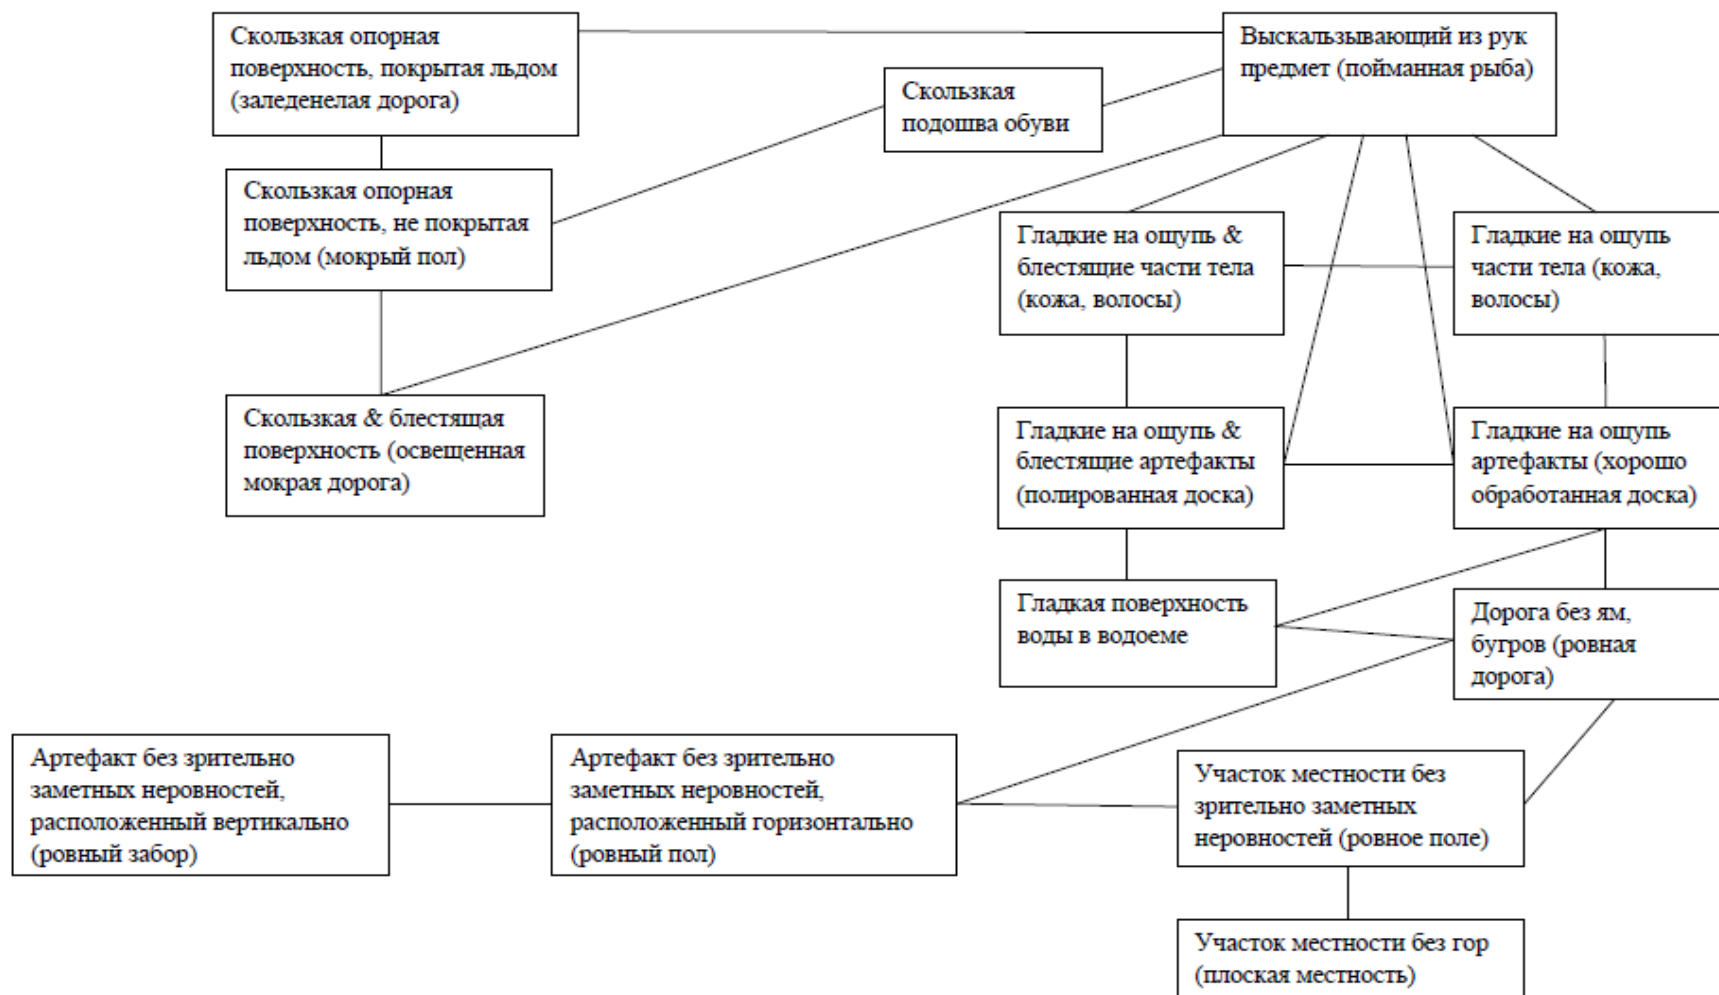 Скользкая опорная
поверхность, покрытая льдом
(заледенелая дорога)
Выскальзывающий из рук
предмет (пойманная рыба)
Скользкая
подошва обуви
Скользкая опорная
поверхность, не покрытая
льдом (мокрый пол)
Гладкие на ощупь &
блестящие части тела
(кожа, волосы)
Гладкие на ощупь
части тела (кожа,
волосы)
Скользкая & блестящая
поверхность (освещенная
мокрая дорога)
Гладкие на ощупь &
блестящие артефакты
(полированная доска)
Гладкие на ощупь
артефакты (хорошо
обработанная доска)
Гладкая поверхность
воды в водоеме
Дорога без ям,
бугров (ровная
дорога)
Артефакт без зрительно
заметных неровностей,
расположенный вертикально
(ровный забор)
Артефакт без зрительно
заметных неровностей,
расположенный горизонтально
(ровный пол)
Участок местности без
зрительно заметных
неровностей (ровное поле)
Участок местности без гор
(плоская местность)